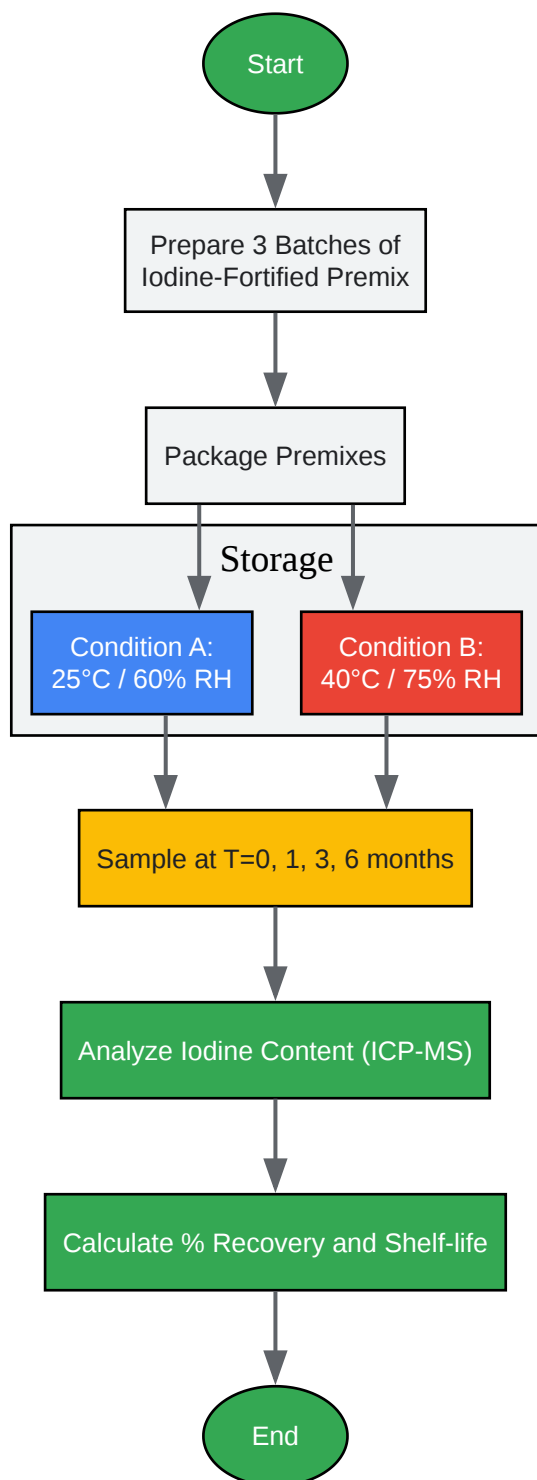 Start
Prepare 3 Batches of
Iodine-Fortified Premix
Package Premixes
Storage
Condition A:
25°C / 60% RH
Condition B:
40°C / 75% RH
Sample at T=0, 1, 3, 6 months
Analyze Iodine Content (ICP-MS)
Calculate % Recovery and Shelf-life
End